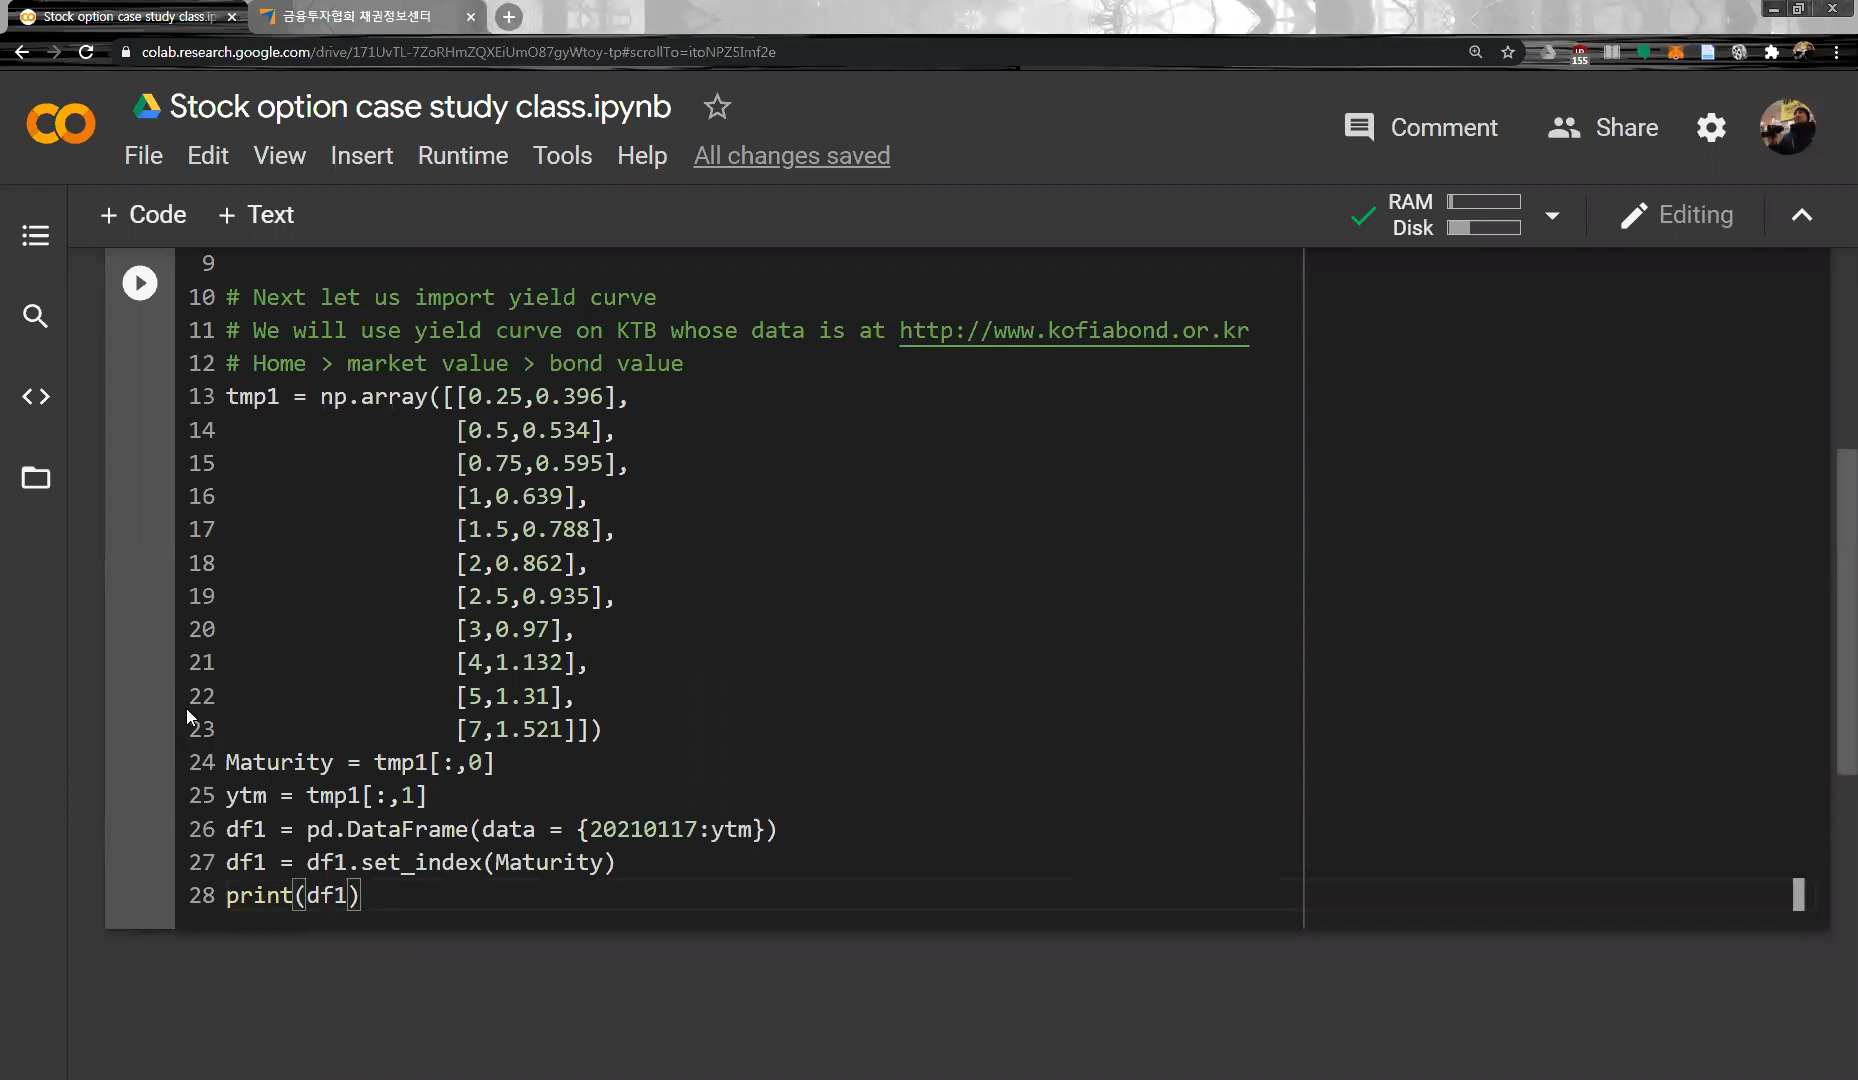 Stock option case study class.ip
금융투자협회 채권정보센터
colab.research.google.com/drive/171UvTL-7ZoRHmZQXEiUmO87gyWtoy-tp#scrollTo=itoNPZ5Imf2e
155
Stock option case study class.ipynb
Comment
Share
File Edit View Insert Runtime Tools Help All changes saved
+ Code + Text
RAM
Disk
Editing
9
10 # Next let us import yield curve
11 # We will use yield curve on KTB whose data is at http://www.kofiabond.or.kr
12 # Home > market value > bond value
13 tmp1 = np.array([[0.25,0.396],
14 [0.5,0.534],
15 [0.75,0.595],
16 [1,0.639],
17 [1.5,0.788],
18 [2,0.862],
19 [2.5,0.935],
20 [3,0.97],
21 [4,1.132],
22 [5,1.31],
23 [7,1.521]])
24 Maturity = tmp1[:,0]
25 ytm = tmp1[:,1]
26 df1 = pd.DataFrame(data = {20210117:ytm})
27 df1 = df1.set_index(Maturity)
28 print(df1)